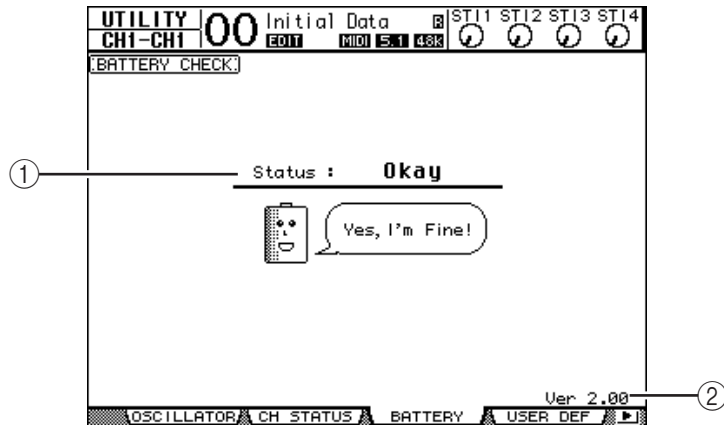 UTILITY 00 Initial Data R ST1 ST2 ST3 ST4
CH1-CH1 EDIT MIDI 5.1 48K
BATTERY CHECK
① Status : Okay
Yes, I'm Fine!
Ver 2.00 ②
OSCILLATOR CH STATUS BATTERY USER DEF